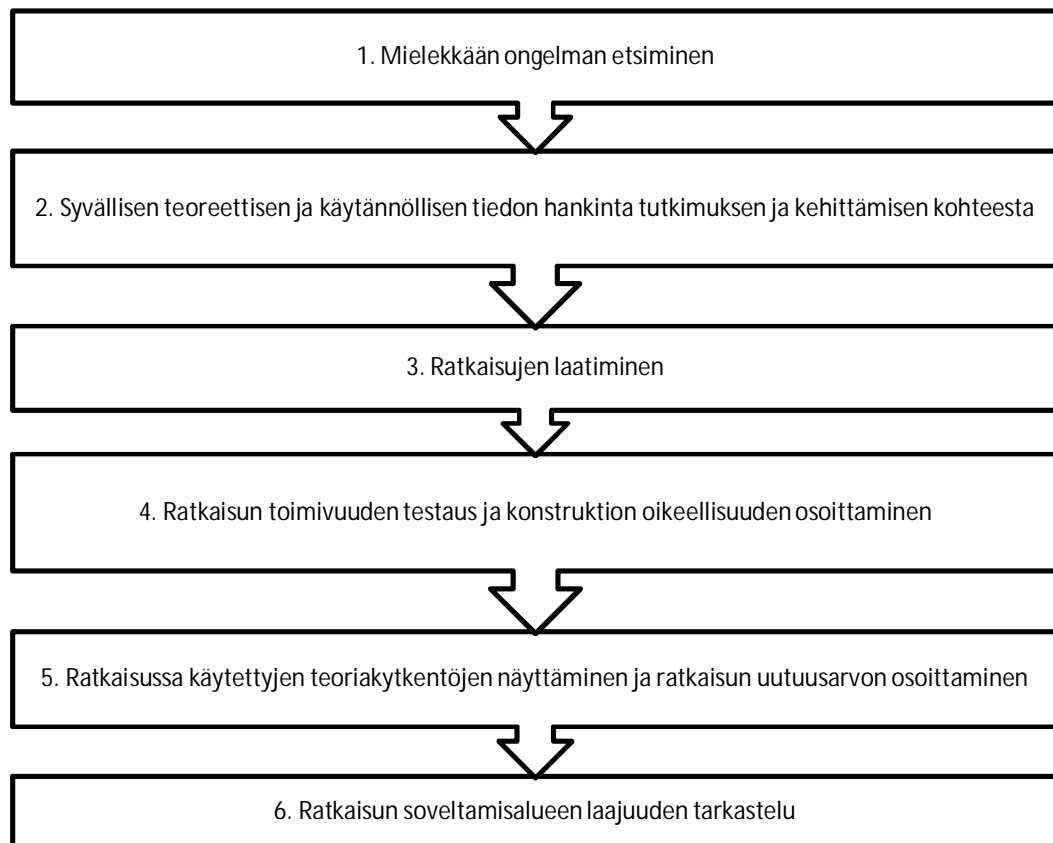 1. Mielekkään ongelman etsiminen
2. Syvällisen teoreettisen ja käytännöllisen tiedon hankinta tutkimuksen ja kehittämisen kohteesta
3. Ratkaisujen laatiminen
4. Ratkaisun toimivuuden testaus ja konstruktion oikeellisuuden osoittaminen
5. Ratkaisussa käytettyjen teoriakytkentöjen näyttäminen ja ratkaisun uutuusarvon osoittaminen
6. Ratkaisun soveltamisalueen laajuuden tarkastelu